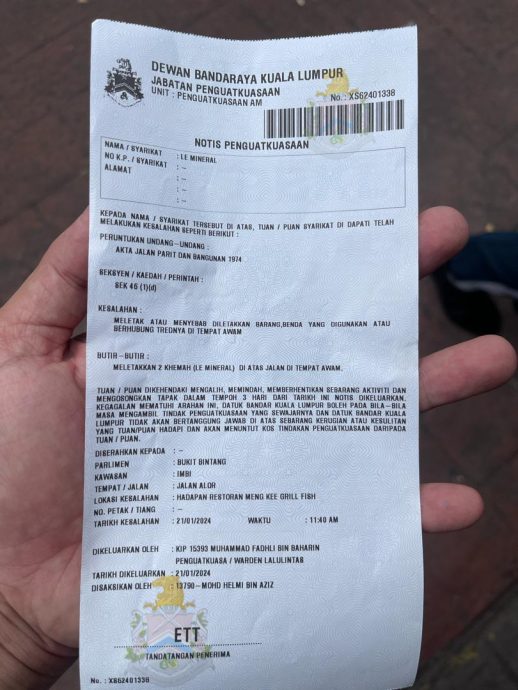 DEWAN BANDARAYA KUALA LUMPUR
JABATAN PENGUATKUASAAN
UNIT : PENGUATKUASAAN AM
No. : XS62401338
NOTIS PENGUATKUASAAN
NAMA / SYARIKAT : LE MINERAL
NO K.P. / SYARIKAT : -
ALAMAT : -
: -
: -
: -
KEPADA NAMA / SYARIKAT TERSEBUT DI ATAS, TUAN / PUAN SYARIKAT DI DAPATI TELAH
MELAKUKAN KESALAHAN SEPERTI BERIKUT :
PERUNTUKAN UNDANG-UNDANG :
AKTA JALAN PARIT DAN BANGUNAN 1974
SEKSYEN / KAEDAH / PERINTAH :
SEK 46 (1)(d)
KESALAHAN :
MELETAK ATAU MENYEBAB DILETAKKAN BARANG,BENDA YANG DIGUNAKAN ATAU
BERHUBUNG TREDNYA DI TEMPAT AWAM
BUTIR-BUTIR :
MELETAKKAN 2 KHEMAH (LE MINERAL) DI ATAS JALAN DI TEMPAT AWAM.
TUAN / PUAN DIKEHENDAKI MENGALIH, MEMINDAH, MEMBERHENTIKAN SEBARANG AKTIVITI DAN
MENGOSONGKAN TAPAK DALAM TEMPOH 3 HARI DARI TARIKH INI NOTIS DIKELUARKAN.
KEGAGALAN MEMATUHI ARAHAN INI, DATUK BANDAR KUALA LUMPUR BOLEH PADA BILA-BILA
MASA MENGAMBIL TINDAK PENGUATKUASAAN YANG SEWAJARNYA DAN DATUK BANDAR KUALA
LUMPUR TIDAK AKAN BERTANGGUNG JAWAB DI ATAS SEBARANG KERUGIAN ATAU KESULITAN
YANG TUAN/PUAN HADAPI DAN AKAN MENUNTUT KOS TINDAKAN PENGUATKUASAAN DARIPADA
TUAN / PUAN.
DISERAHKAN KEPADA : -
PARLIMEN : BUKIT BINTANG
KAWASAN : IMBI
TEMPAT / JALAN : JALAN ALOR
LOKASI KESALAHAN : HADAPAN RESTORAN MENG KEE GRILL FISH
NO. PETAK / TIANG : -
TARIKH KESALAHAN : 21/01/2024 WAKTU : 11:40 AM
DIKELUARKAN OLEH : KIP 15393 MUHAMMAD FADHLI BIN BAHARIN
PENGUATKUASA / WARDEN LALULINTAS
TARIKH DIKELUARKAN : 21/01/2024
DISAKSIKAN OLEH : 13790-MOHD HELMI BIN AZIZ
ETT
TANDATANGAN PENERIMA
No. : XS62401338